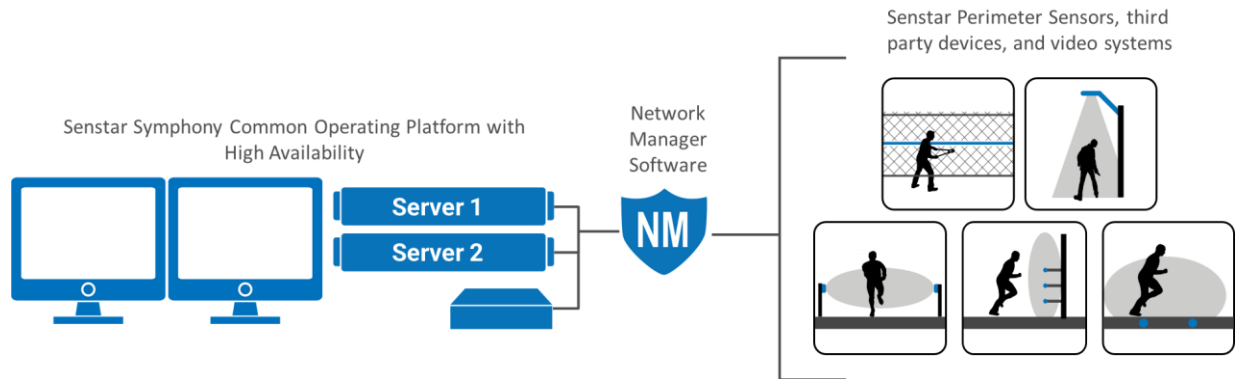 Senstar Perimeter Sensors, third
party devices, and video systems
Senstar Symphony Common Operating Platform with
High Availability
Network
Manager
Software
Server 1
Server 2
NM